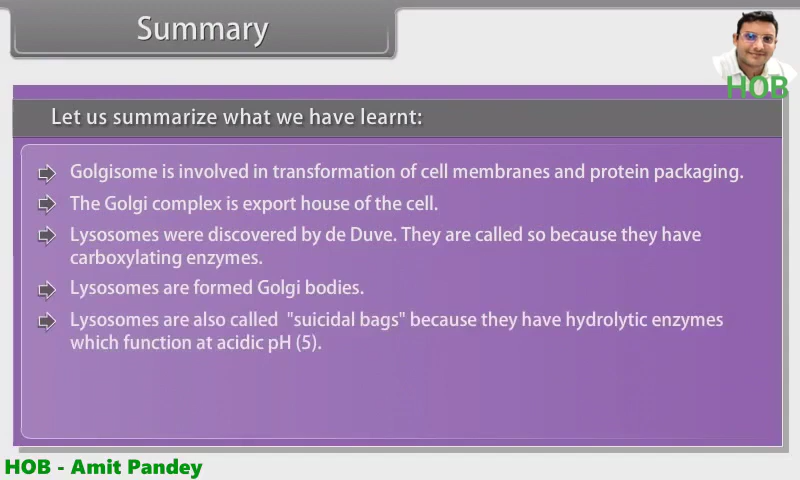 Summary
HOB
Let us summarize what we have learnt:
Golgisome is involved in transformation of cell membranes and protein packaging.
The Golgi complex is export house of the cell.
Lysosomes were discovered by de Duve. They are called so because they have
carboxylating enzymes.
Lysosomes are formed Golgi bodies.
Lysosomes are also called "suicidal bags" because they have hydrolytic enzymes
which function at acidic pH (5).
HOB - Amit Pandey